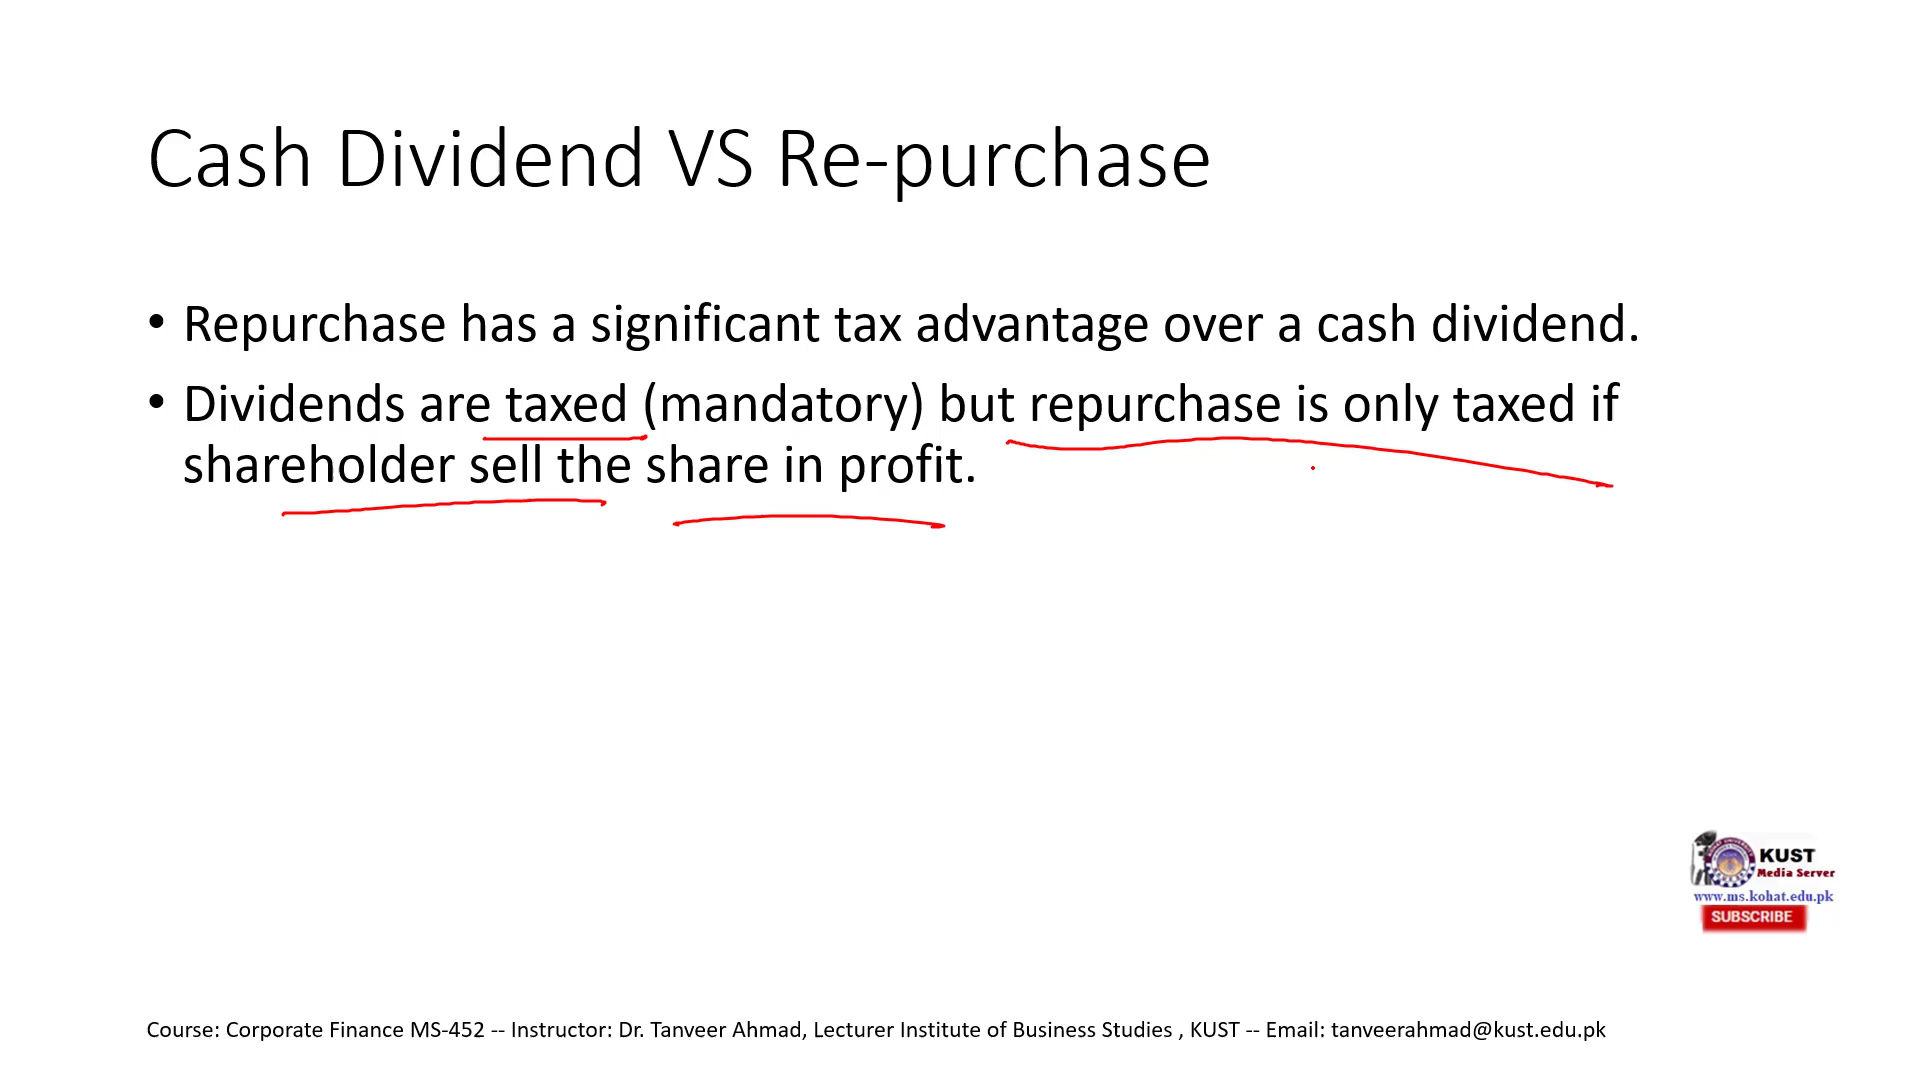 Cash Dividend VS Re-purchase
• Repurchase has a significant tax advantage over a cash dividend.
• Dividends are taxed (mandatory) but repurchase is only taxed if
shareholder sell the share in profit.
KUST
Media Server
www.ms.kohat.edu.pk
SUBSCRIBE
Course: Corporate Finance MS-452 -- Instructor: Dr. Tanveer Ahmad, Lecturer Institute of Business Studies , KUST -- Email: tanveerahmad@kust.edu.pk